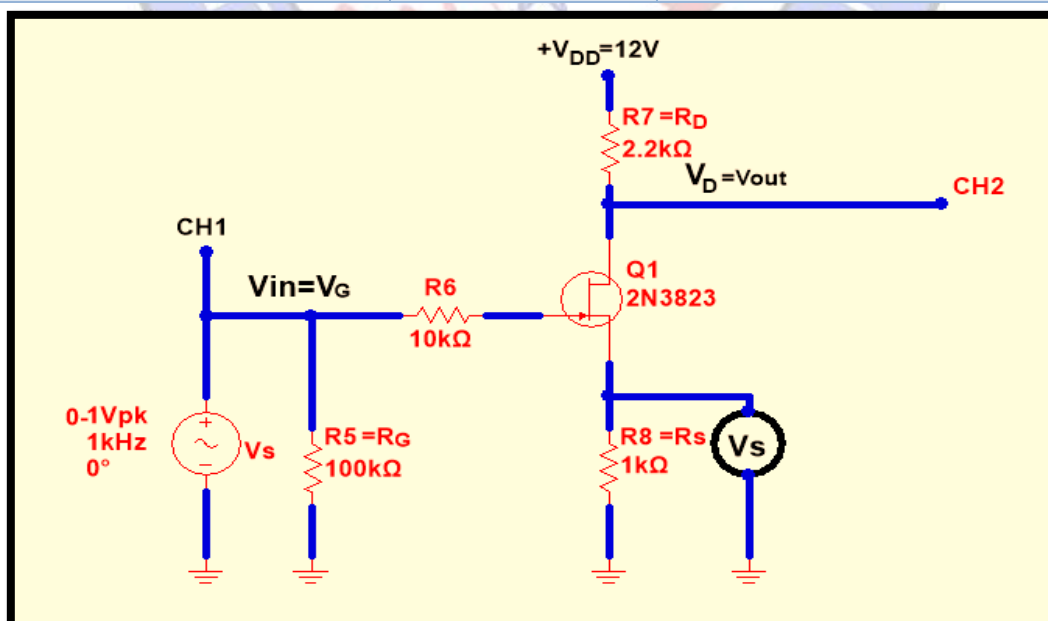 +VDD=12V
R7 =RD
2.2kΩ
VD =Vout
CH2
CH1
Vin=VG
R6
10kΩ
Q1
2N3823
0-1Vpk
1kHz
0°
Vs
R5 =RG
100kΩ
R8 =Rs
1kΩ
Vs